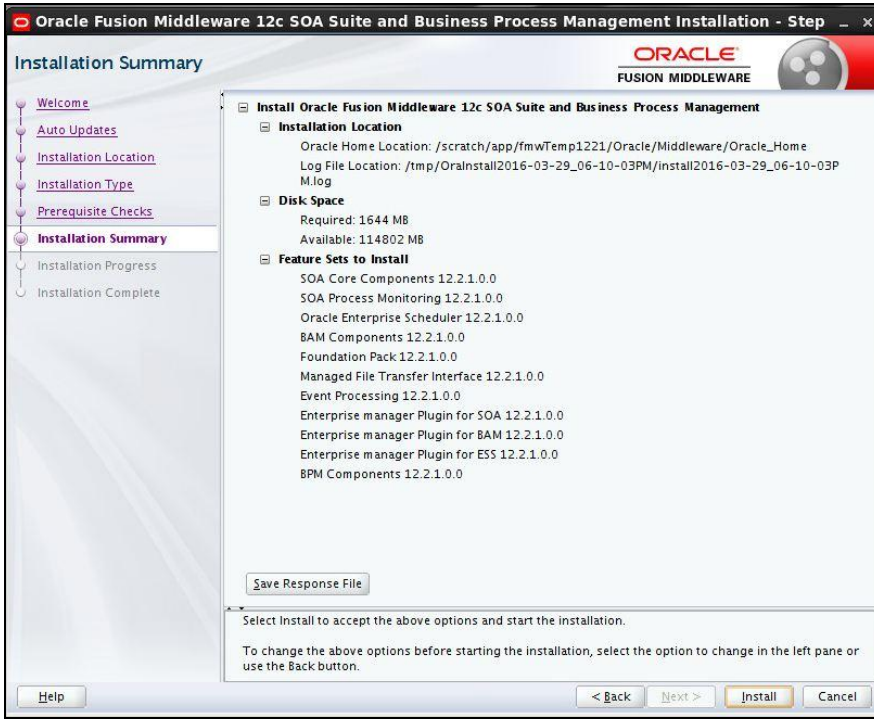 Oracle Fusion Middleware 12c SOA Suite and Business Process Management Installation - Step
Installation Summary
ORACLE
FUSION MIDDLEWARE
Welcome
Auto Updates
Installation Location
Installation Type
Prerequisite Checks
Installation Summary
Installation Progress
Installation Complete
Install Oracle Fusion Middleware 12c SOA Suite and Business Process Management
Installation Location
Oracle Home Location: /scratch/app/fmwTemp1221/Oracle/Middleware/Oracle_Home
Log File Location: /tmp/OraInstall2016-03-29_06-10-03PM/install2016-03-29_06-10-03P
M.log
Disk Space
Required: 1644 MB
Available: 114802 MB
Feature Sets to Install
SOA Core Components 12.2.1.0.0
SOA Process Monitoring 12.2.1.0.0
Oracle Enterprise Scheduler 12.2.1.0.0
BAM Components 12.2.1.0.0
Foundation Pack 12.2.1.0.0
Managed File Transfer Interface 12.2.1.0.0
Event Processing 12.2.1.0.0
Enterprise manager Plugin for SOA 12.2.1.0.0
Enterprise manager Plugin for BAM 12.2.1.0.0
Enterprise manager Plugin for ESS 12.2.1.0.0
BPM Components 12.2.1.0.0
Save Response File
Select Install to accept the above options and start the installation.
To change the above options before starting the installation, select the option to change in the left pane or
use the Back button.
Help
< Back
Next >
Install
Cancel